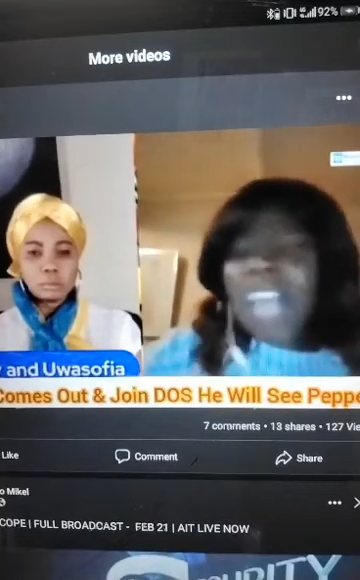 92%
More videos
and Uwasofia
Comes Out & Join DOS He Will See Peppe
7 comments • 13 shares • 127 Vie
Like
Comment
Share
o Mikel
COPE | FULL BROADCAST - FEB 21 | AIT LIVE NOW